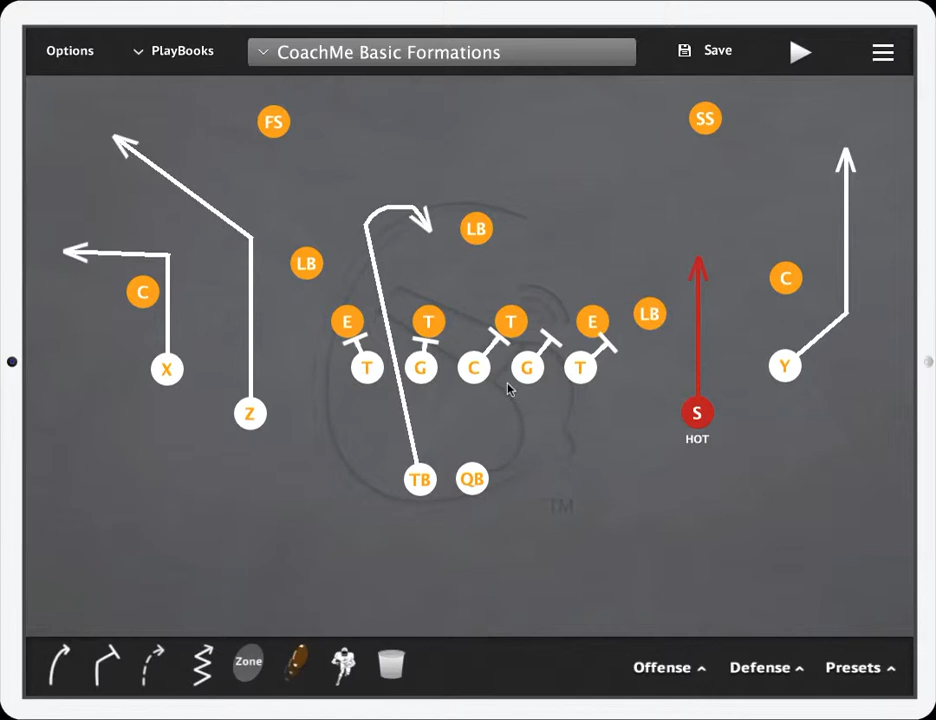 Options PlayBooks CoachMe Basic Formations Save
FS SS
LB
LB C
C
LB
E T T E
X T G C G T Y
Z S
HOT
TB QB
TM
Zone Offense Defense Presets